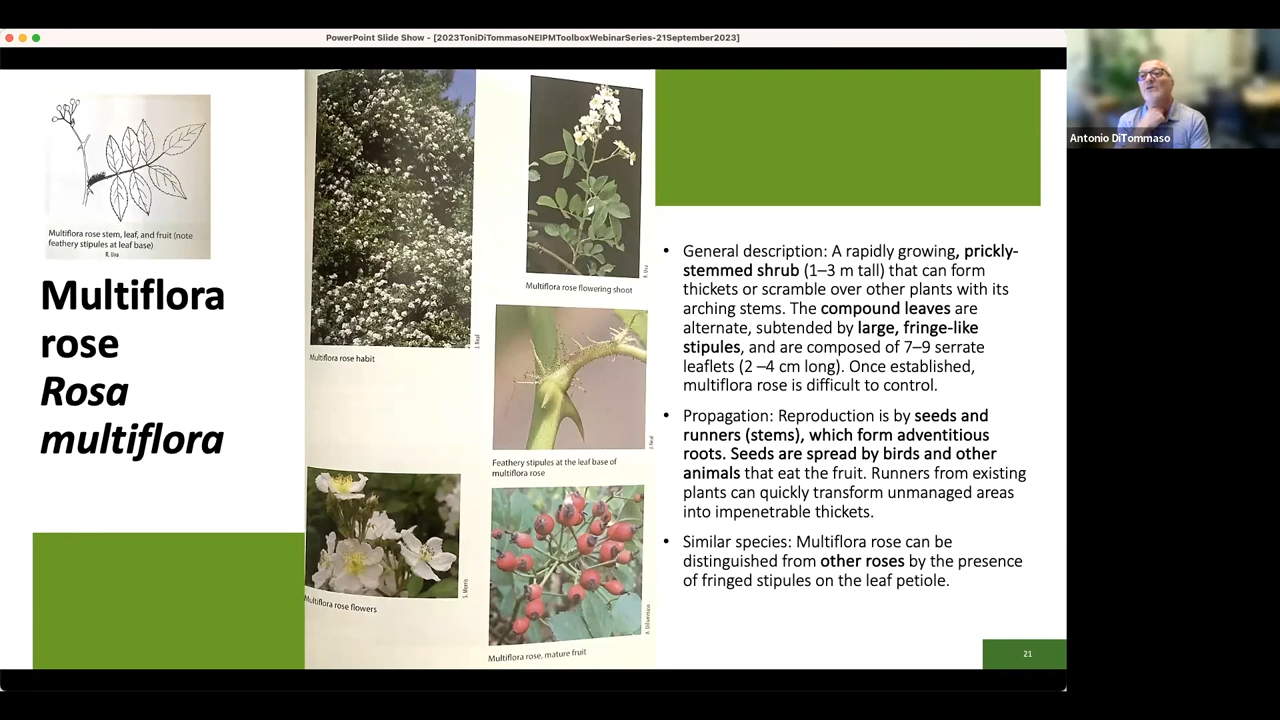 PowerPoint Slide Show - [2023ToniDiTommasoNEIPMToolboxWebinarSeries-21September2023]
Antonio DiTommaso
Multiflora rose stem, leaf, and fruit (note
feathery stipules at leaf base)
R. Uva
Multiflora
rose
Rosa
multiflora
Multiflora rose habit
J. Neal
Multiflora rose flowering shoot
R. Uva
Feathery stipules at the leaf base of
multiflora rose
J. Neal
Multiflora rose flowers
S. Morris
Multiflora rose, mature fruit
A. DiTommaso
• General description: A rapidly growing, prickly-
stemmed shrub (1–3 m tall) that can form
thickets or scramble over other plants with its
arching stems. The compound leaves are
alternate, subtended by large, fringe-like
stipules, and are composed of 7–9 serrate
leaflets (2 –4 cm long). Once established,
multiflora rose is difficult to control.
• Propagation: Reproduction is by seeds and
runners (stems), which form adventitious
roots. Seeds are spread by birds and other
animals that eat the fruit. Runners from existing
plants can quickly transform unmanaged areas
into impenetrable thickets.
• Similar species: Multiflora rose can be
distinguished from other roses by the presence
of fringed stipules on the leaf petiole.
21